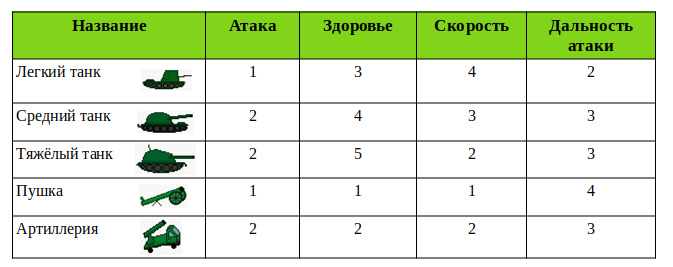 Название Атака Здоровье Скорость Дальность атаки
Легкий танк 1 3 4 2
Средний танк 2 4 3 3
Тяжёлый танк 2 5 2 3
Пушка 1 1 1 4
Артиллерия 2 2 2 3